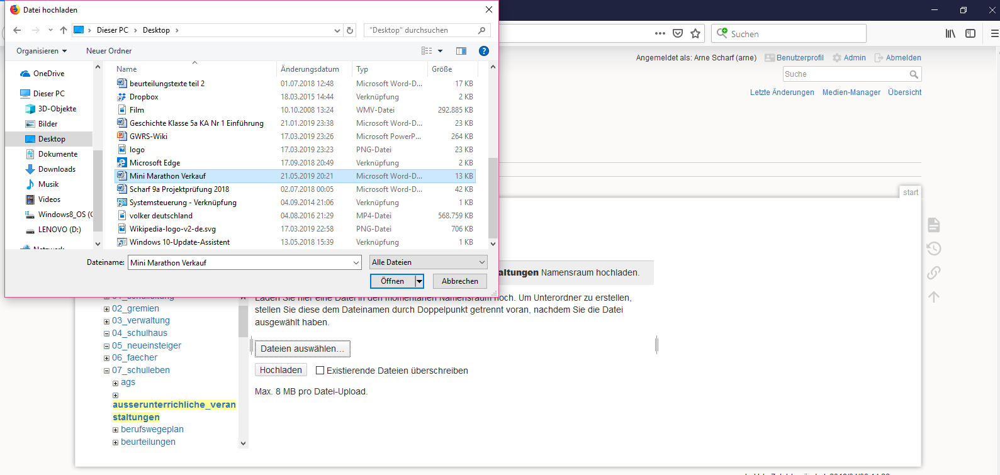 Datei hochladen
Dieser PC
Desktop
"Desktop" durchsuchen
Organisieren
Neuer Ordner
OneDrive
Dieser PC
3D-Objekte
Bilder
Desktop
Dokumente
Downloads
Musik
Videos
Windows8_OS (
LENOVO (D:)
Netzwerk
Name Änderungsdatum Typ Größe
beurteilungstexte teil 2 01.07.2018 12:48 Microsoft Word-D... 17 KB
Dropbox 18.03.2015 14:44 Verknüpfung 2 KB
Film 10.10.2008 13:24 WMV-Datei 292.885 KB
Geschichte Klasse 5a KA Nr 1 Einführung 21.01.2019 23:38 Microsoft Word-D... 23 KB
GWRS-Wiki 17.03.2019 23:26 Microsoft PowerP... 264 KB
logo 17.03.2019 23:23 PNG-Datei 23 KB
Microsoft Edge 17.09.2018 20:49 Verknüpfung 2 KB
Mini Marathon Verkauf 21.05.2019 20:21 Microsoft Word-D... 13 KB
Scharf 9a Projektprüfung 2018 02.07.2018 00:05 Microsoft Word-D... 42 KB
Systemsteuerung - Verknüpfung 04.09.2014 21:06 Verknüpfung 1 KB
volker deutschland 04.08.2016 21:29 MP4-Datei 568.759 KB
Wikipedia-logo-v2-de.svg 17.03.2019 22:58 PNG-Datei 706 KB
Windows 10-Update-Assistent 13.05.2018 15:39 Verknüpfung 1 KB
Dateiname: Mini Marathon Verkauf
Alle Dateien
Öffnen
Abbrechen
Suchen
Angemeldet als: Arne Scharf (arne) Benutzerprofil Admin Abmelden
Suche
Letzte Änderungen Medien-Manager Übersicht
start
altungen Namensraum hochladen.
Laden Sie hier eine Datei in den momentanen Namensraum hoch. Um Unterordner zu erstellen,
stellen Sie diese dem Dateinamen durch Doppelpunkt getrennt voran, nachdem Sie die Datei
ausgewählt haben.
Dateien auswählen...
Hochladen Existierende Dateien überschreiben
Max. 8 MB pro Datei-Upload.
01_schulleitung
02_gremien
03_verwaltung
04_schulhaus
05_neueinsteiger
06_faecher
07_schulleben
ags
ausserunterrichliche_veran
staltungen
berufswegeplan
beurteilungen